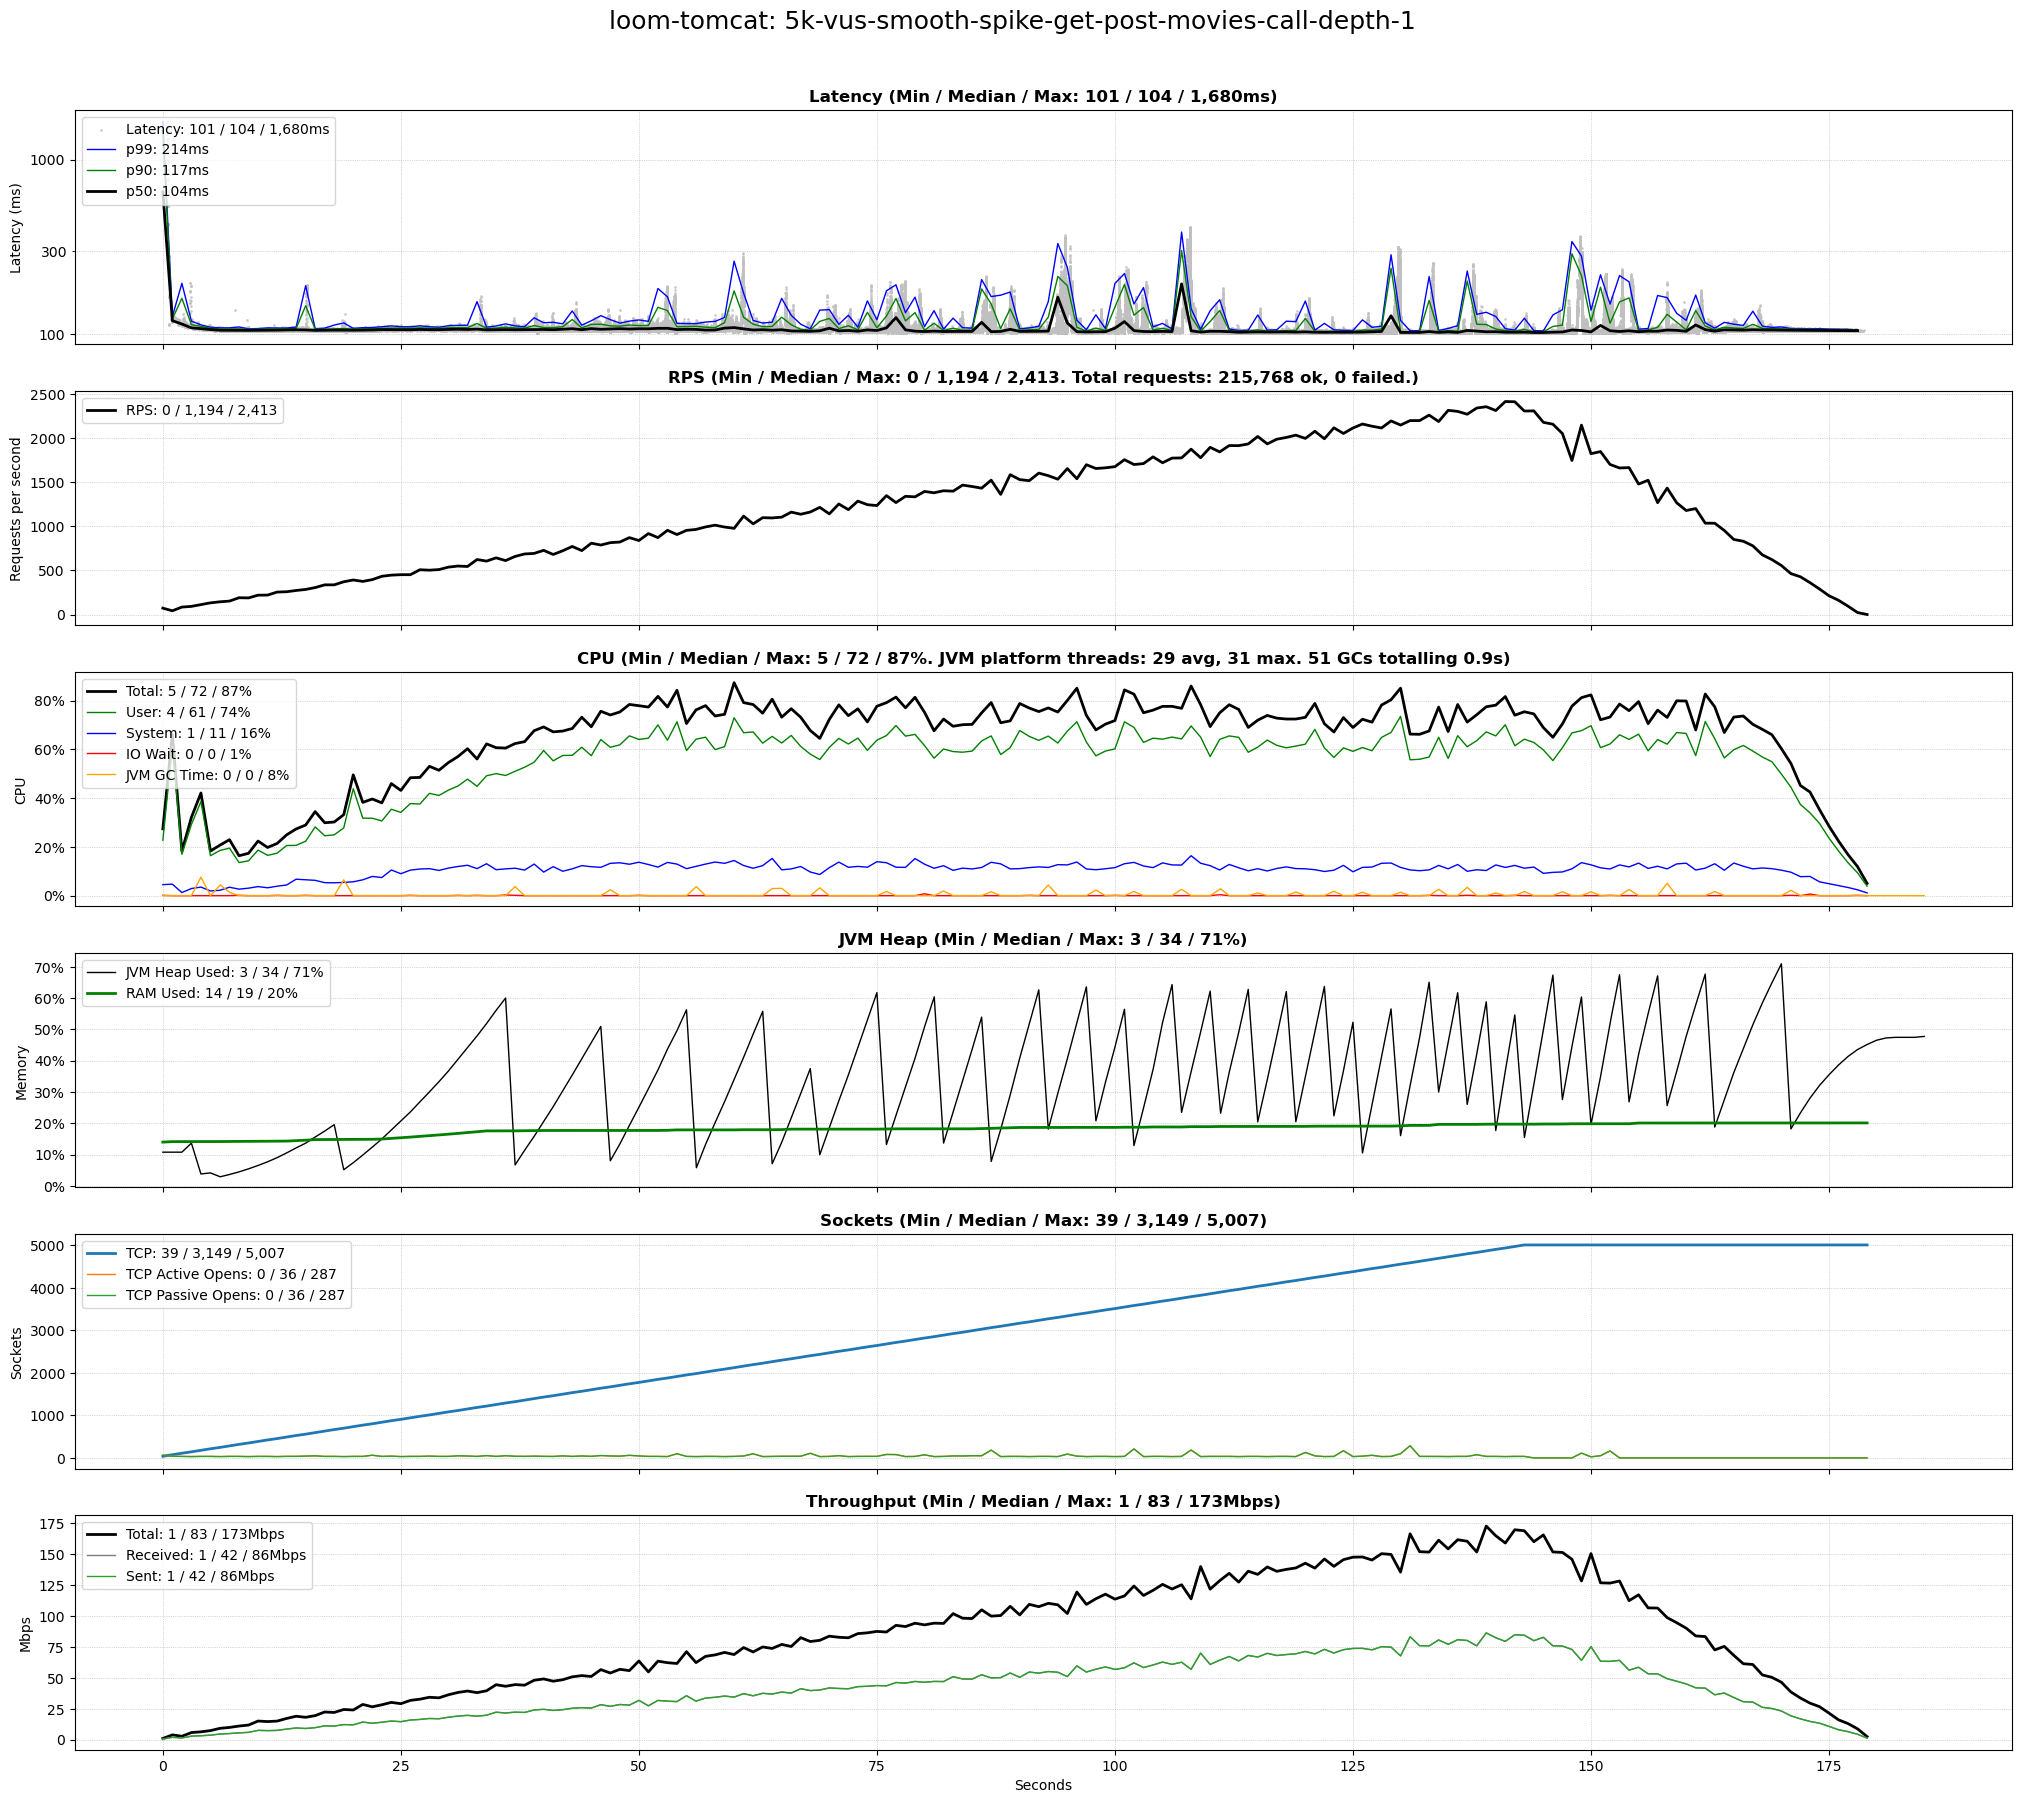 loom-tomcat: 5k-vus-smooth-spike-get-post-movies-call-depth-1
Latency (Min / Median / Max: 101 / 104 / 1,680ms)
Latency: 101 / 104 / 1,680ms
p99: 214ms
p90: 117ms
p50: 104ms
Latency (ms)
1000
300
100
RPS (Min / Median / Max: 0 / 1,194 / 2,413. Total requests: 215,768 ok, 0 failed.)
RPS: 0 / 1,194 / 2,413
Requests per second
2500
2000
1500
1000
500
0
CPU (Min / Median / Max: 5 / 72 / 87%. JVM platform threads: 29 avg, 31 max. 51 GCs totalling 0.9s)
Total: 5 / 72 / 87%
User: 4 / 61 / 74%
System: 1 / 11 / 16%
IO Wait: 0 / 0 / 1%
JVM GC Time: 0 / 0 / 8%
CPU
80%
60%
40%
20%
0%
JVM Heap (Min / Median / Max: 3 / 34 / 71%)
JVM Heap Used: 3 / 34 / 71%
RAM Used: 14 / 19 / 20%
Memory
70%
60%
50%
40%
30%
20%
10%
0%
Sockets (Min / Median / Max: 39 / 3,149 / 5,007)
TCP: 39 / 3,149 / 5,007
TCP Active Opens: 0 / 36 / 287
TCP Passive Opens: 0 / 36 / 287
Sockets
5000
4000
3000
2000
1000
0
Throughput (Min / Median / Max: 1 / 83 / 173Mbps)
Total: 1 / 83 / 173Mbps
Received: 1 / 42 / 86Mbps
Sent: 1 / 42 / 86Mbps
Mbps
175
150
125
100
75
50
25
0
0 25 50 75 100 125 150 175
Seconds